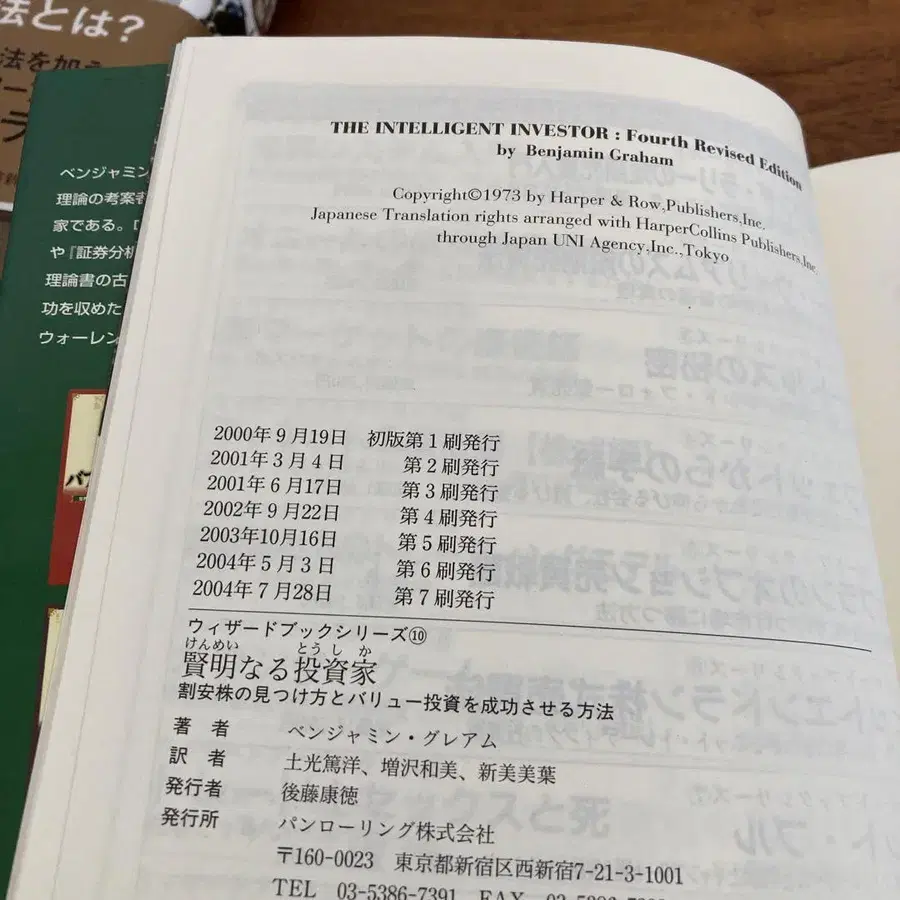 法とは?
法を加え
ベンジャミン
理論の考案者
家である。
や『証券分析
理論書の古
功を収めた
ウォーレン
THE INTELLIGENT INVESTOR : Fourth Revised Edition
by Benjamin Graham
Copyright©1973 by Harper & Row,Publishers,Inc.
Japanese Translation rights arranged with HarperCollins Publishers,Inc.
through Japan UNI Agency,Inc.,Tokyo
2000年9月19日 初版第1刷発行
2001年3月4日 第2刷発行
2001年6月17日 第3刷発行
2002年9月22日 第4刷発行
2003年10月16日 第5刷発行
2004年5月3日 第6刷発行
2004年7月28日 第7刷発行
ウィザードブックシリーズ⑩
けんめい とうしか
賢明なる投資家
割安株の見つけ方とバリュー投資を成功させる方法
著者 ベンジャミン・グレアム
訳者 土光篤洋、増沢和美、新美美葉
発行者 後藤康徳
発行所 パンローリング株式会社
〒160-0023 東京都新宿区西新宿7-21-3-1001
TEL 03-5386-7391 FAX 03-5386-